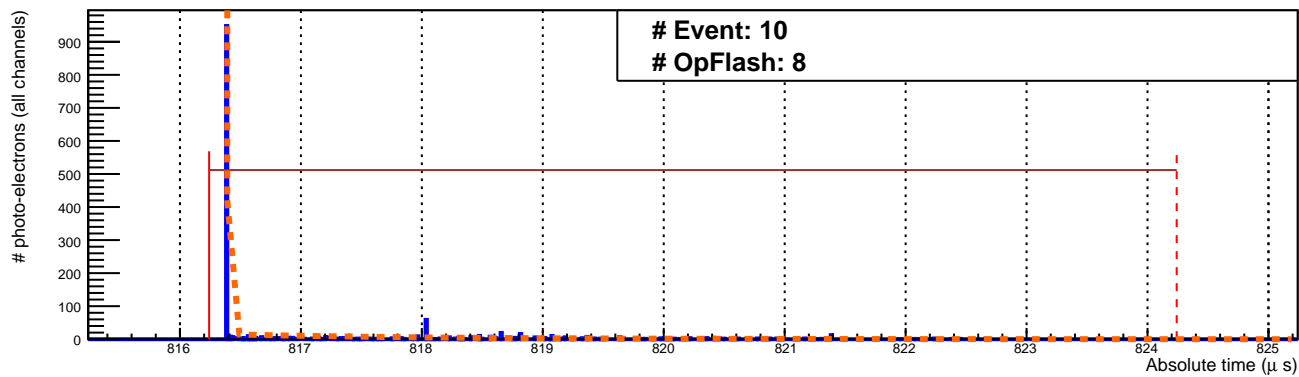 # Event: 10
# OpFlash: 8
# photo-electrons (all channels)
900
800
700
600
500
400
300
200
100
0
816 817 818 819 820 821 822 823 824 825
Absolute time (μ s)